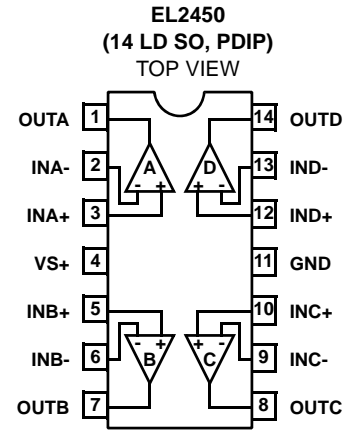 EL2450
(14 LD SO, PDIP)
TOP VIEW
OUTA 1 14 OUTD
INA- 2 A D 13 IND-
- + + -
INA+ 3 12 IND+
VS+ 4 11 GND
INB+ 5 10 INC+
- + + -
INB- 6 B C 9 INC-
OUTB 7 8 OUTC